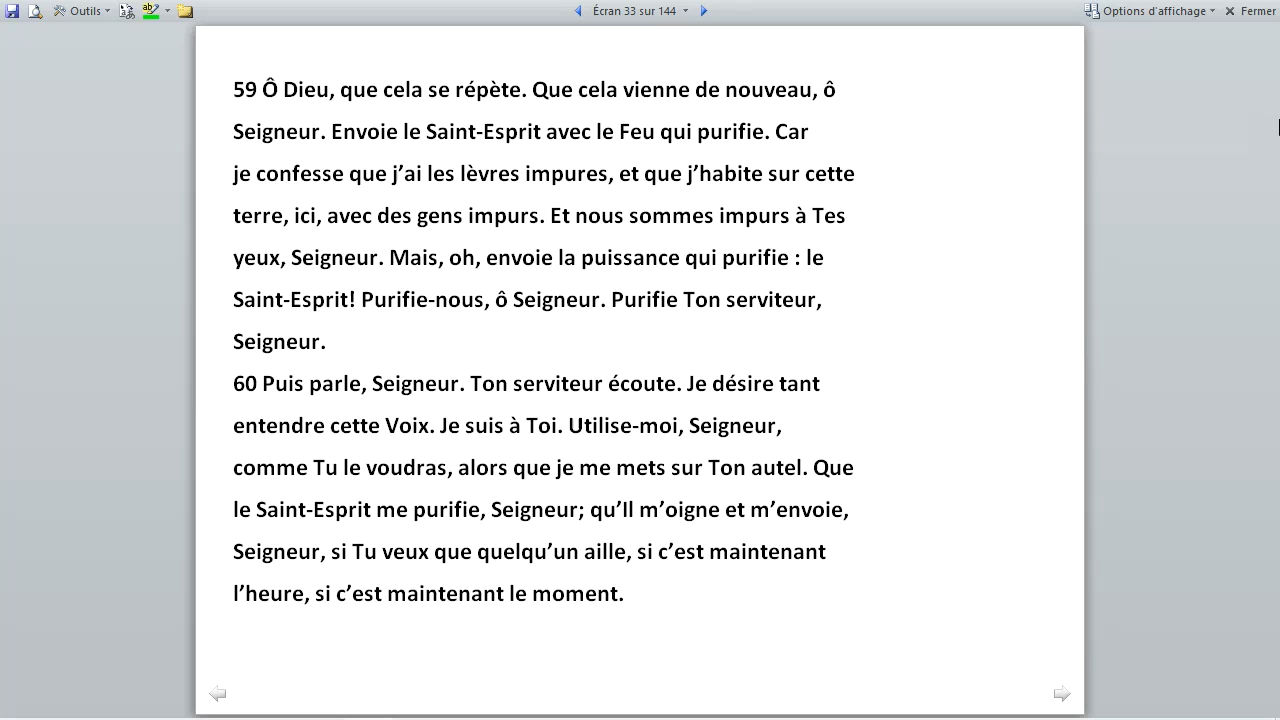 Outils
Écran 33 sur 144
Options d'affichage
Fermer
59 Ô Dieu, que cela se répète. Que cela vienne de nouveau, ô
Seigneur. Envoie le Saint-Esprit avec le Feu qui purifie. Car
je confesse que j’ai les lèvres impures, et que j’habite sur cette
terre, ici, avec des gens impurs. Et nous sommes impurs à Tes
yeux, Seigneur. Mais, oh, envoie la puissance qui purifie : le
Saint-Esprit! Purifie-nous, ô Seigneur. Purifie Ton serviteur,
Seigneur.
60 Puis parle, Seigneur. Ton serviteur écoute. Je désire tant
entendre cette Voix. Je suis à Toi. Utilise-moi, Seigneur,
comme Tu le voudras, alors que je me mets sur Ton autel. Que
le Saint-Esprit me purifie, Seigneur; qu’Il m’oigne et m’envoie,
Seigneur, si Tu veux que quelqu’un aille, si c’est maintenant
l’heure, si c’est maintenant le moment.